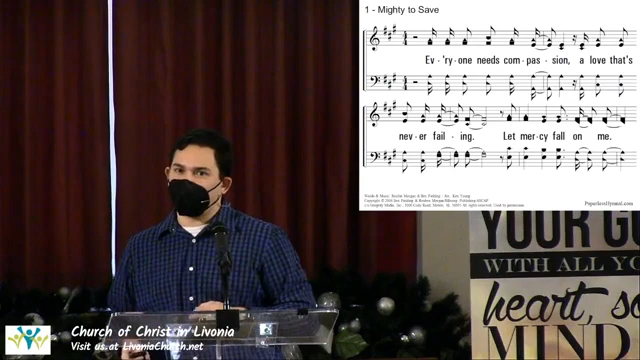 1 - Mighty to Save
Ev - 'ry - one needs com - pas - sion, a love that's
nev - er fail - ing. Let mer - cy fall on me.
PaperlessHymnal.com
YOUR GO
WITH ALL YO
heart, so
MIND
Church of Christ in Livonia
Visit us at LivoniaChurch.net